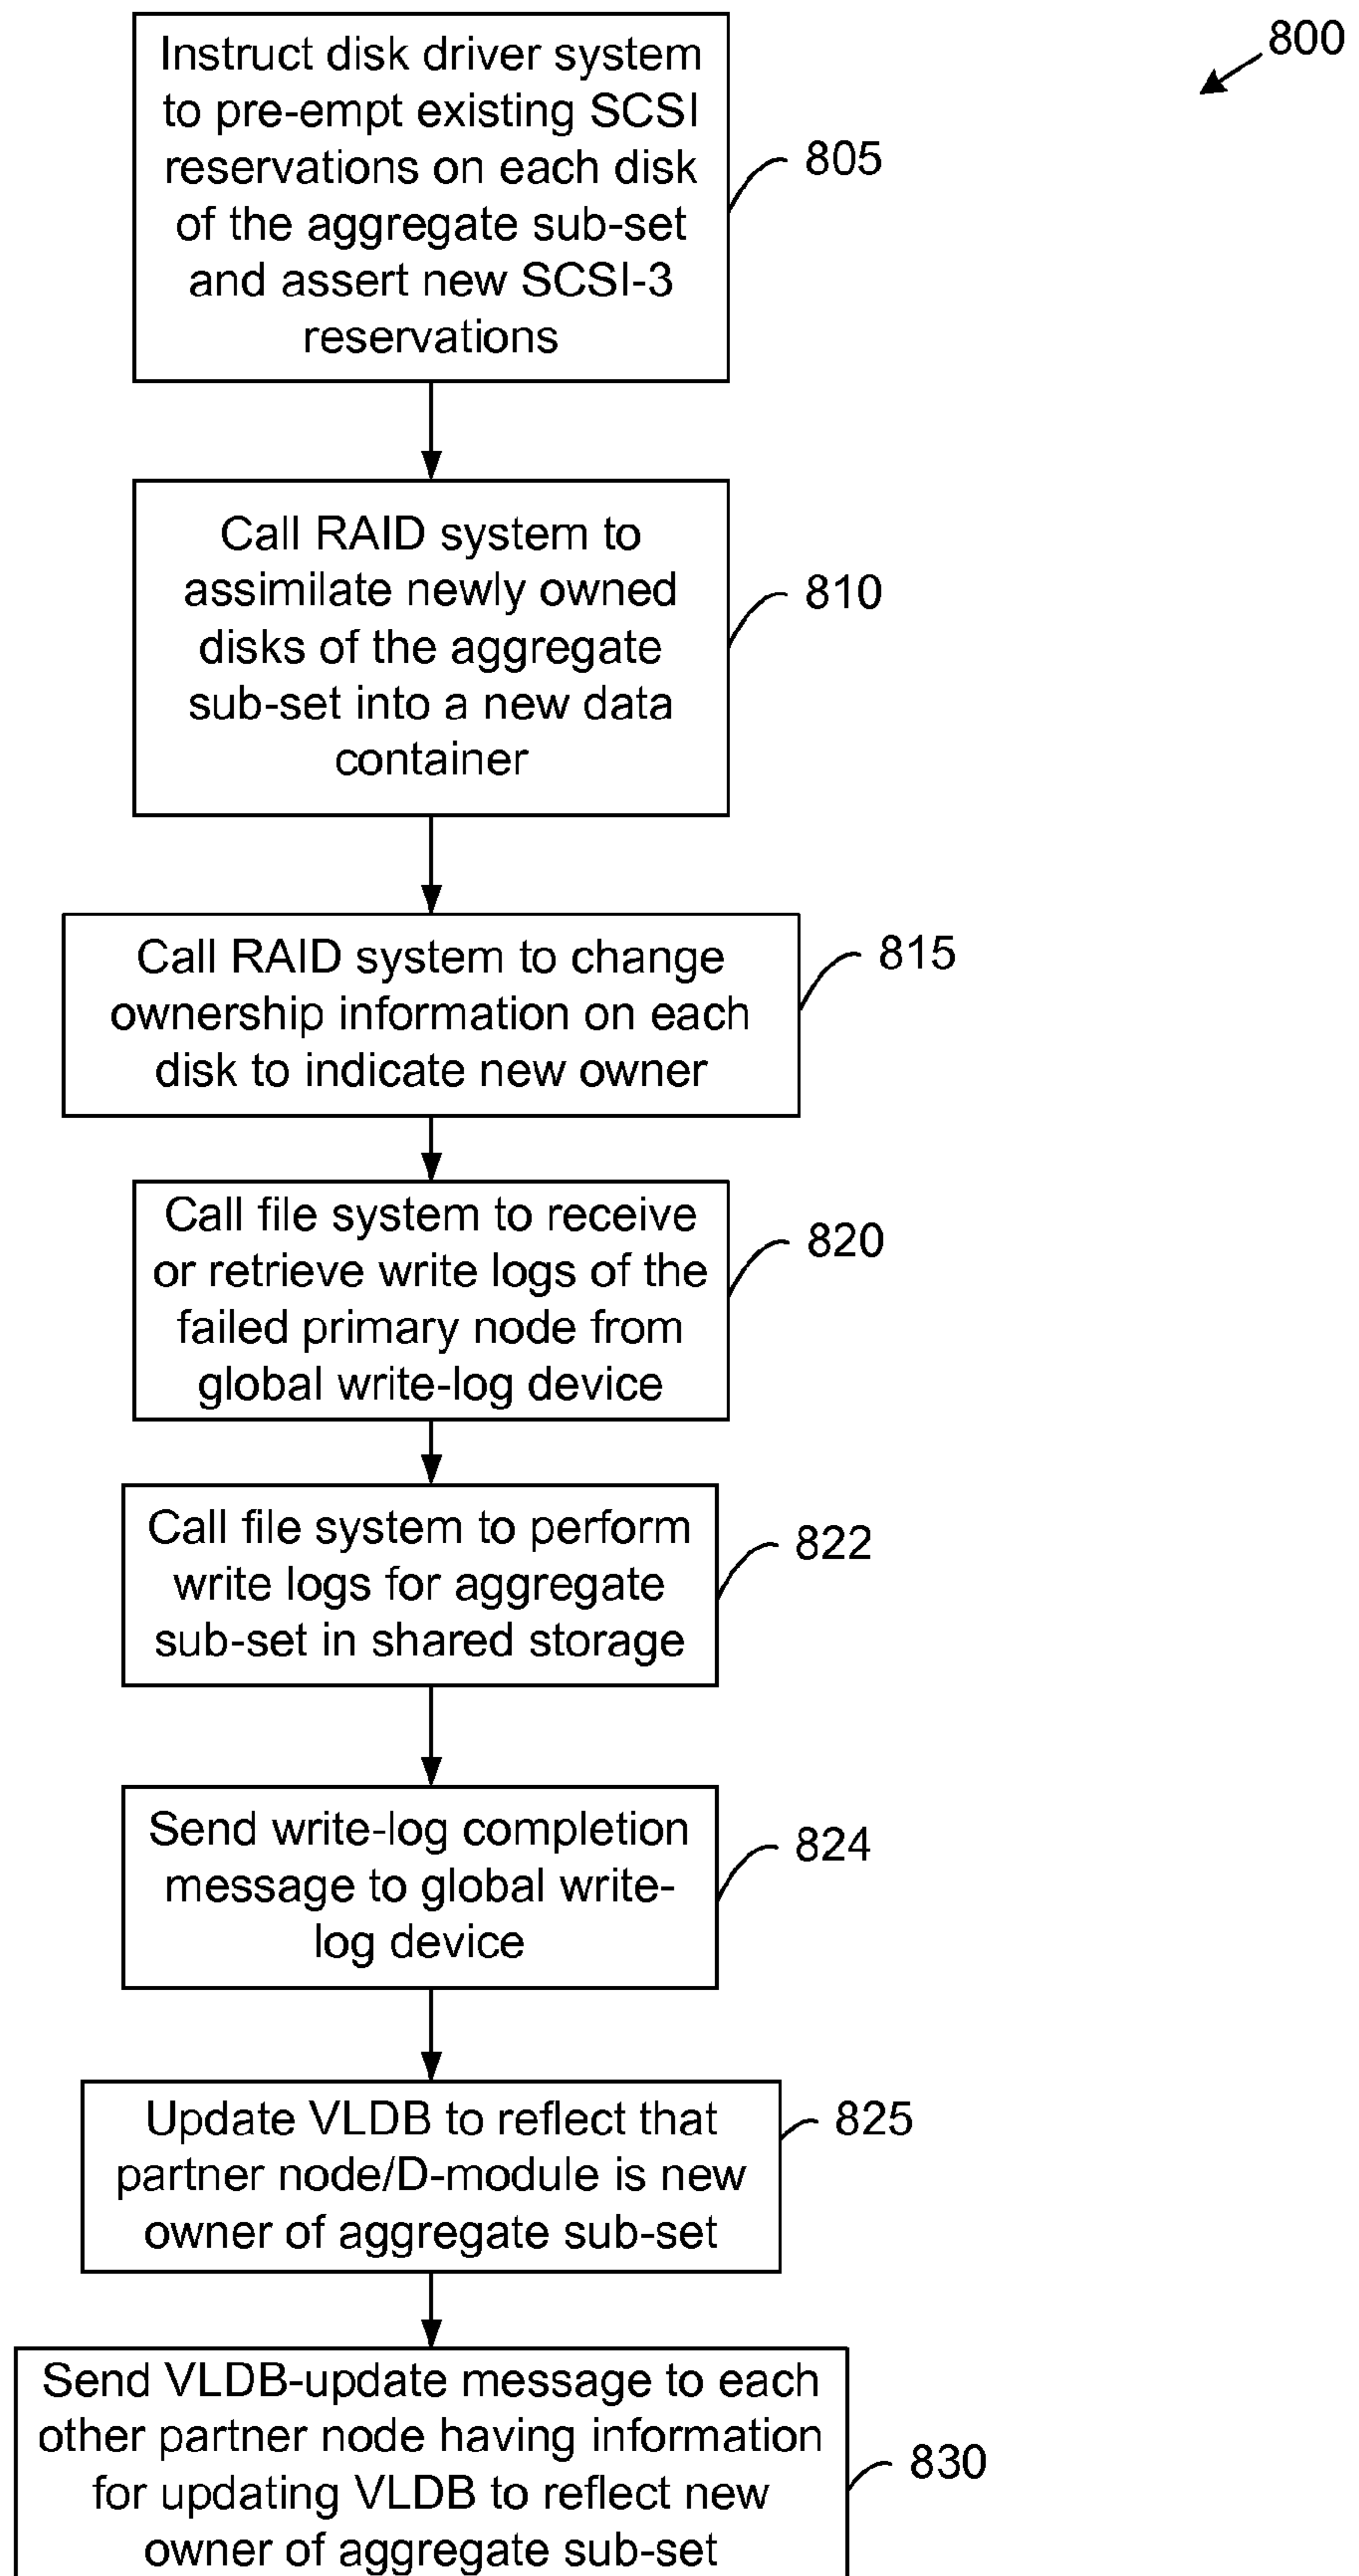 800
Instruct disk driver system
to pre-empt existing SCSI
reservations on each disk
of the aggregate sub-set
and assert new SCSI-3
reservations
805
Call RAID system to
assimilate newly owned
disks of the aggregate
sub-set into a new data
container
810
Call RAID system to change
ownership information on each
disk to indicate new owner
815
Call file system to receive
or retrieve write logs of the
failed primary node from
global write-log device
820
Call file system to perform
write logs for aggregate
sub-set in shared storage
822
Send write-log completion
message to global write-
log device
824
Update VLDB to reflect that
partner node/D-module is new
owner of aggregate sub-set
825
Send VLDB-update message to each
other partner node having information
for updating VLDB to reflect new
owner of aggregate sub-set
830